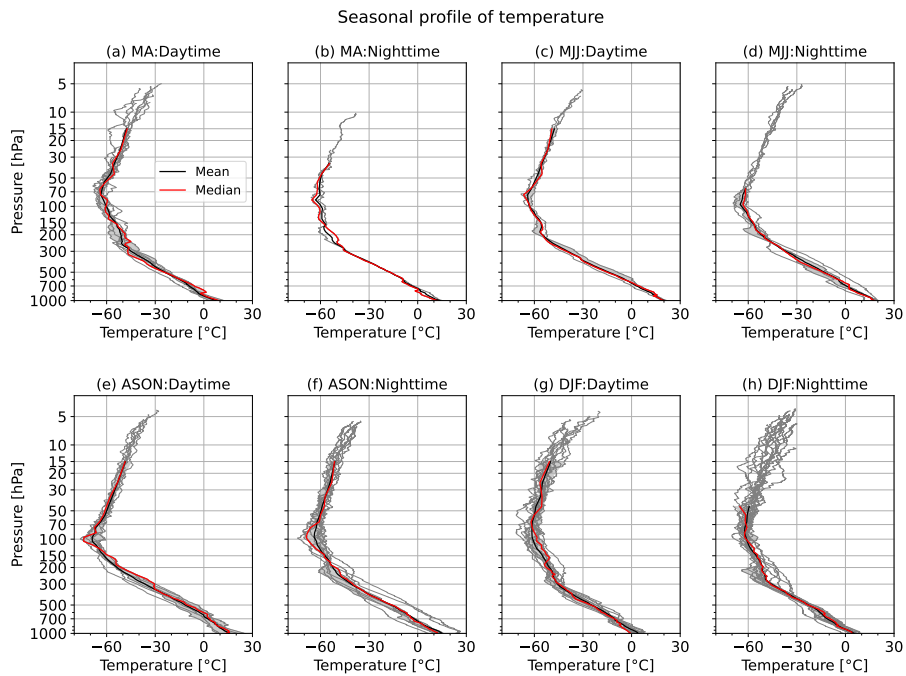 Seasonal profile of temperature
(a) MA:Daytime
(b) MA:Nighttime
(c) MJJ:Daytime
(d) MJJ:Nighttime
5
10
15
20
30
50
70
100
150
200
300
500
700
1000
Pressure [hPa]
Mean
Median
−60 −30 0 30
−60 −30 0 30
−60 −30 0 30
−60 −30 0 30
Temperature [°C]
Temperature [°C]
Temperature [°C]
Temperature [°C]
(e) ASON:Daytime
(f) ASON:Nighttime
(g) DJF:Daytime
(h) DJF:Nighttime
5
10
15
20
30
50
70
100
150
200
300
500
700
1000
Pressure [hPa]
−60 −30 0 30
−60 −30 0 30
−60 −30 0 30
−60 −30 0 30
Temperature [°C]
Temperature [°C]
Temperature [°C]
Temperature [°C]